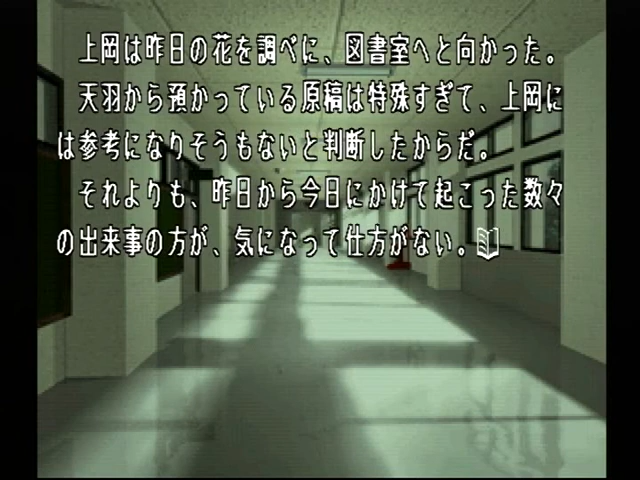 上岡は昨日の花を調べに、図書室へと向かった。
天羽から預かっている原稿は特殊すぎて、上岡に
は参考になりそうもないと判断したからだ。
それよりも、昨日から今日にかけて起こった数々
の出来事の方が、気になって仕方がない。